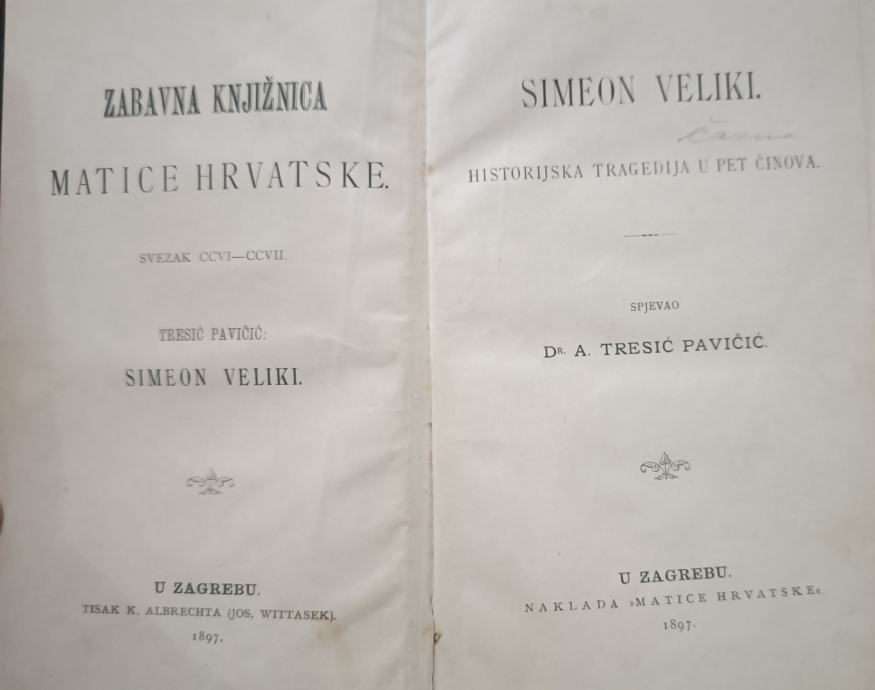 ZABAVNA KNJIŽNICA
MATICE HRVATSKE.
SVEZAK CCVI—CCVII.
TRESIĆ PAVIČIĆ:
SIMEON VELIKI.
U ZAGREBU.
TISAK K. ALBRECHTA (JOS. WITTASEK).
1897.
SIMEON VELIKI.
HISTORIJSKA TRAGEDIJA U PET ČINOVA.
SPJEVAO
DR. A. TRESIĆ PAVIČIĆ.
U ZAGREBU.
NAKLADA »MATICE HRVATSKE«
1897.